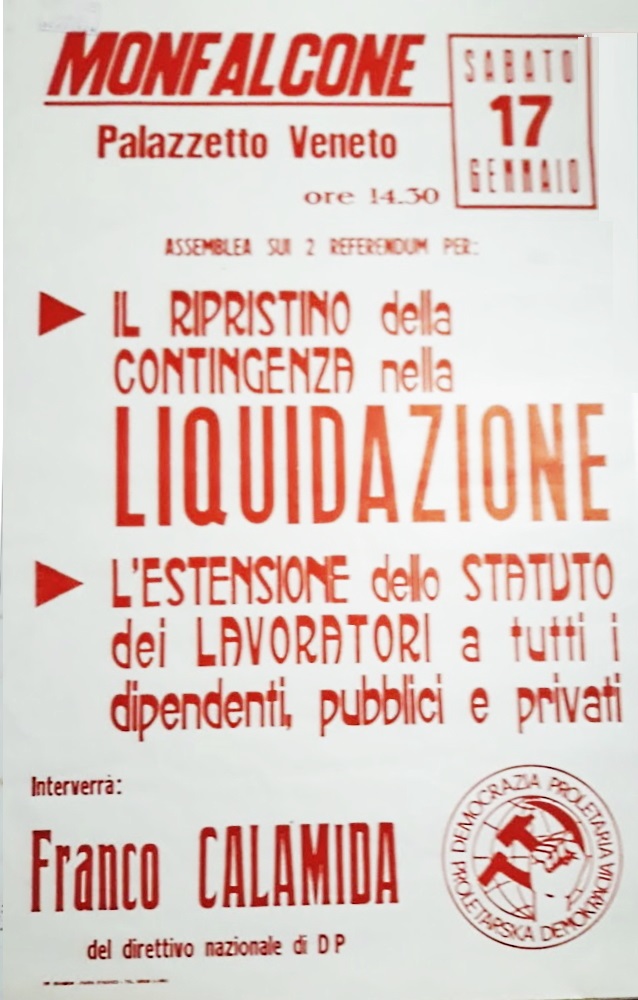 MONFALCONE
SABATO
17
GENNAIO
Palazzetto Veneto
ore 14.30
ASSEMBLEA SUI 2 REFERENDUM PER:
IL RIPRISTINO della
CONTINGENZA nella
LIQUIDAZIONE
L'ESTENSIONE dello STATUTO
dei LAVORATORI a tutti i
dipendenti, pubblici e privati
Interverrà:
Franco CALAMIDA
del direttivo nazionale di DP
DEMOCRAZIA PROLETARIA
PROLETARSKA DEMOKRACIJA